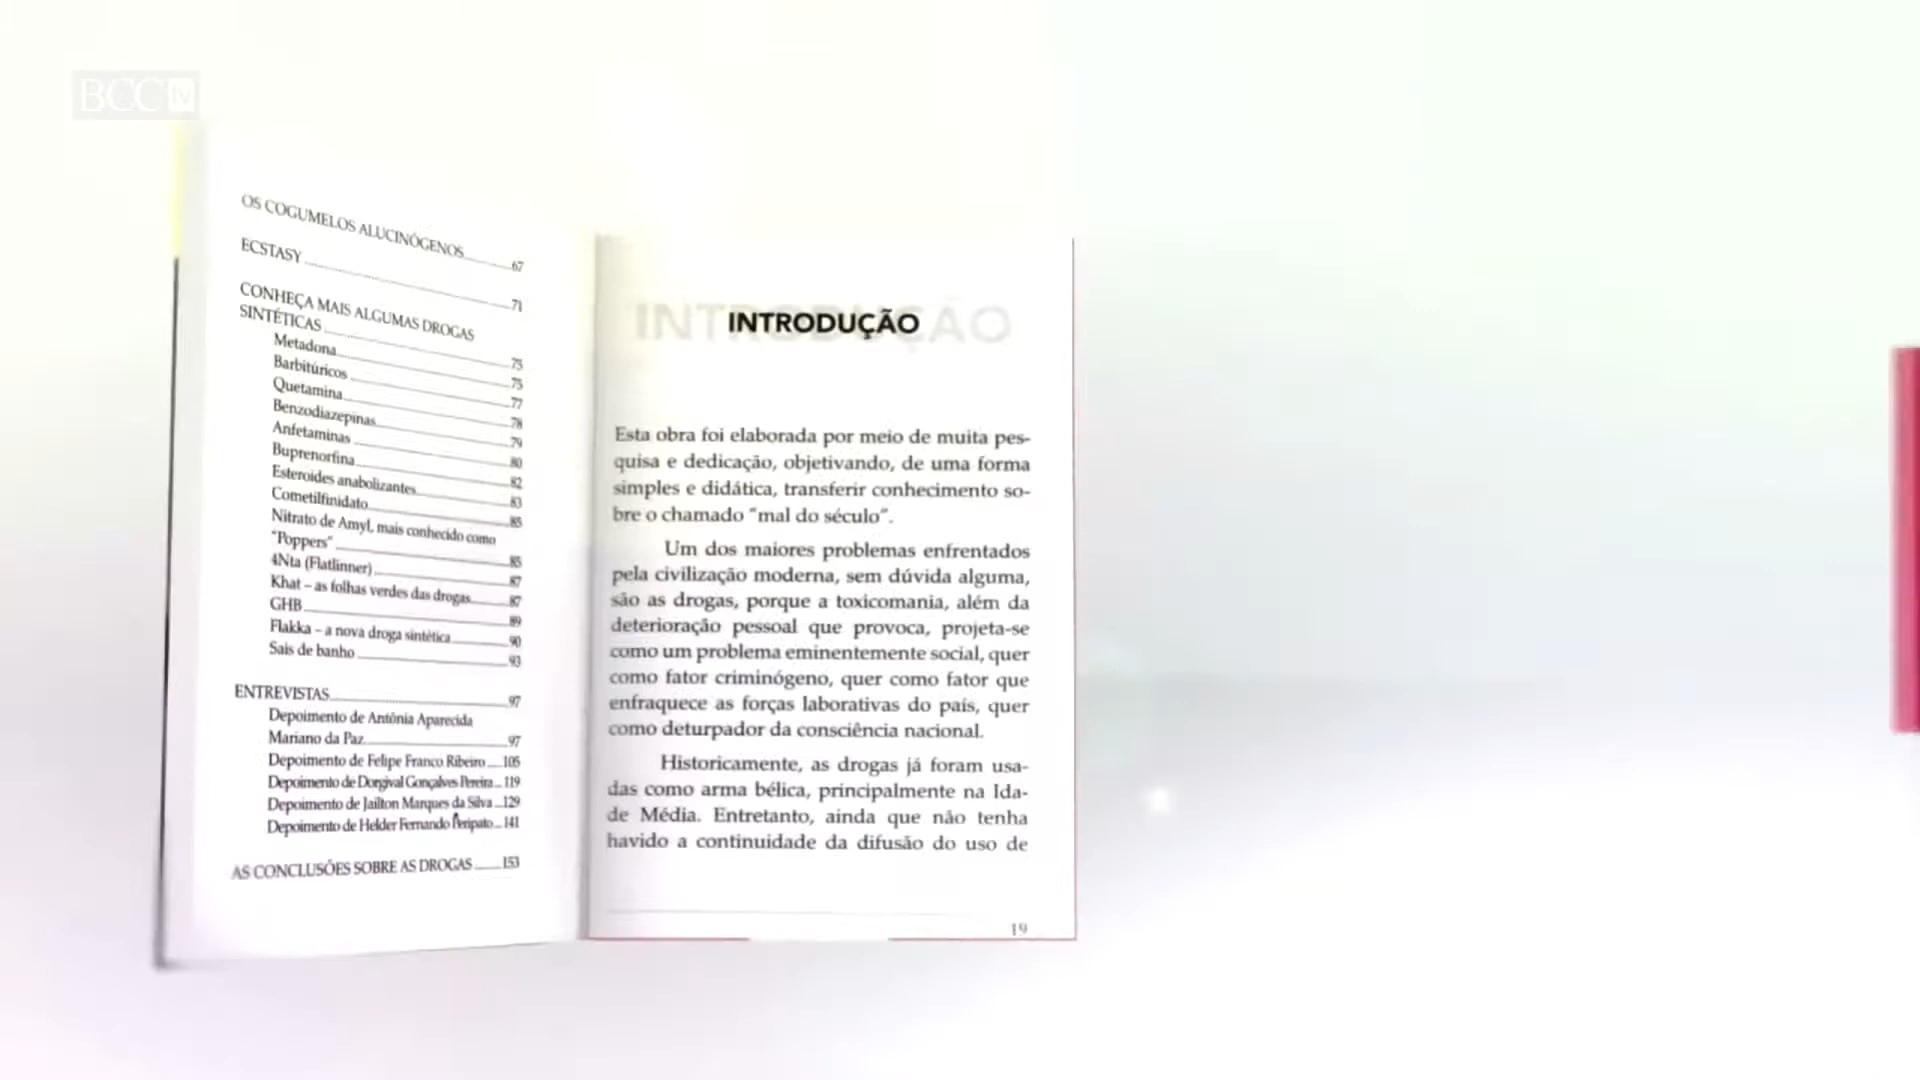 BCC tv
OS COGUMELOS ALUCINÓGENOS 67
ECSTASY 71
CONHEÇA MAIS ALGUMAS DROGAS
SINTÉTICAS 75
Metadona 75
Barbitúricos 77
Quetamina 78
Benzodiazepinas 79
Anfetaminas 80
Buprenorfina 82
Esteroides anabolizantes 83
Cometilfinidato 85
Nitrato de Amyl, mais conhecido como
"Poppers" 85
4Nta (Flatlinner) 87
Khat – as folhas verdes das drogas 87
GHB 89
Flakka – a nova droga sintética 90
Sais de banho 93
ENTREVISTAS 97
Depoimento de Antônia Aparecida
Mariano da Paz 97
Depoimento de Felipe Franco Ribeiro 105
Depoimento de Dorgival Gonçalves Pereira 119
Depoimento de Jailton Marques da Silva 129
Depoimento de Helder Fernando Peripato 141
AS CONCLUSÕES SOBRE AS DROGAS 153
INTRODUÇÃO
INTRODUÇÃO
Esta obra foi elaborada por meio de muita pes-
quisa e dedicação, objetivando, de uma forma
simples e didática, transferir conhecimento so-
bre o chamado "mal do século".
Um dos maiores problemas enfrentados
pela civilização moderna, sem dúvida alguma,
são as drogas, porque a toxicomania, além da
deterioração pessoal que provoca, projeta-se
como um problema eminentemente social, quer
como fator criminógeno, quer como fator que
enfraquece as forças laborativas do país, quer
como deturpador da consciência nacional.
Historicamente, as drogas já foram usa-
das como arma bélica, principalmente na Ida-
de Média. Entretanto, ainda que não tenha
havido a continuidade da difusão do uso de
19